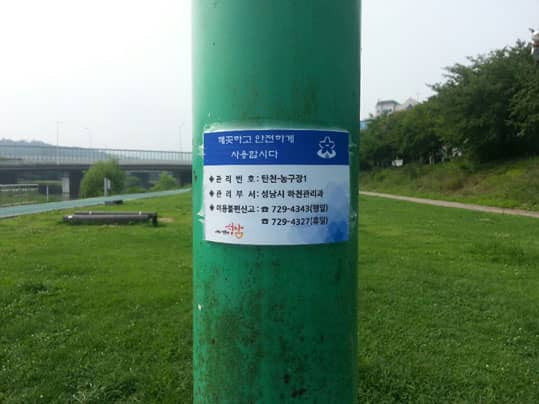 깨끗하고 안전하게
사용합시다
◈관 리 번 호 : 탄천-농구장1
◈관 리 부 서: 성남시 하천관리과
◈이용불편신고 : ☎ 729-4343(평일)
☎ 729-4327(휴일)
성남